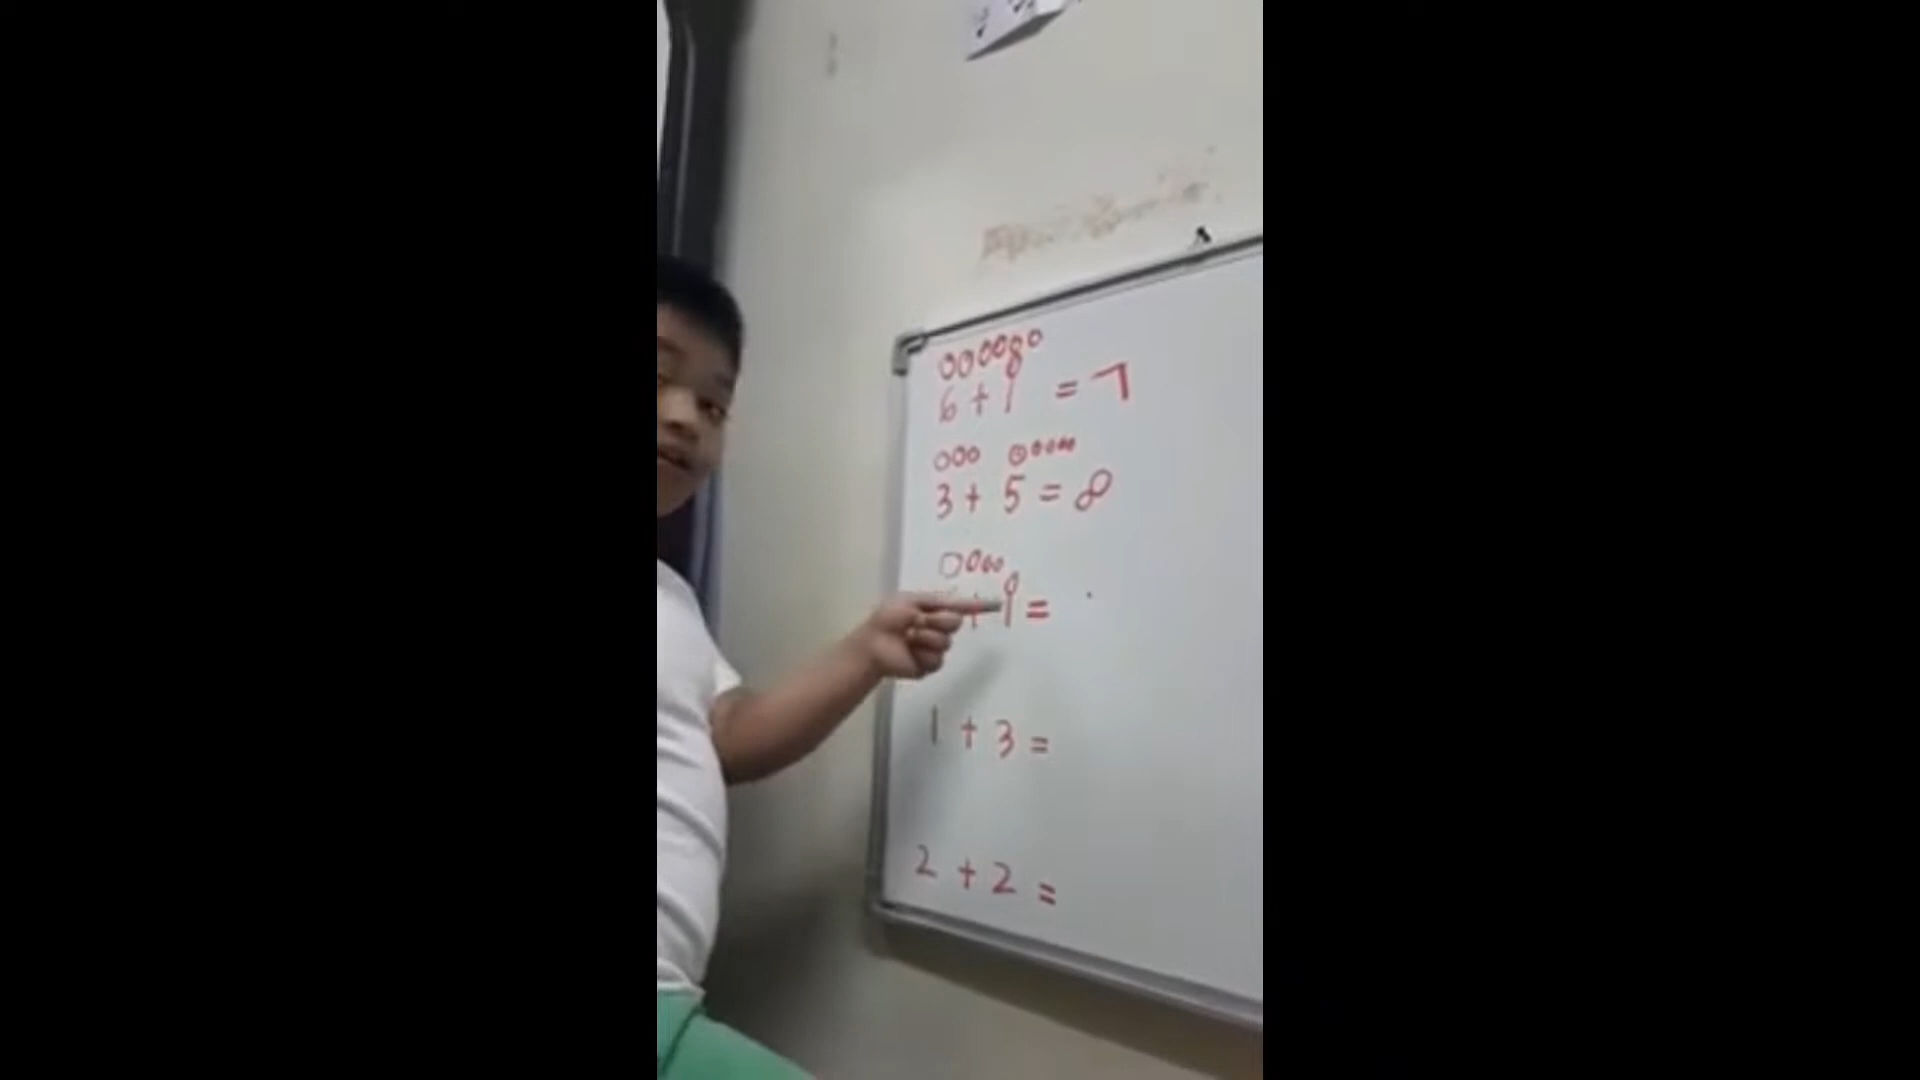 6 + 1 = 7
3 + 5 = 8
+ 1 =
1 + 3 =
2 + 2 =